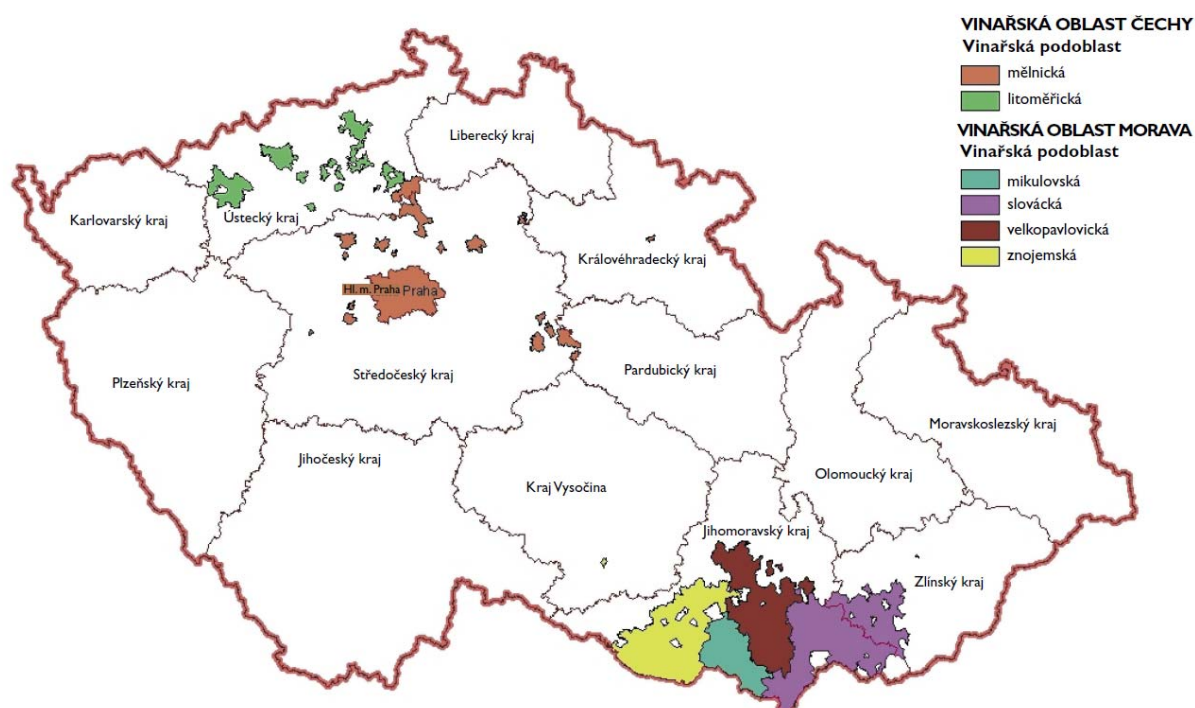 VINAŘSKÁ OBLAST ČECHY
Vinařská podoblast
mělnická
litoměřická
VINAŘSKÁ OBLAST MORAVA
Vinařská podoblast
mikulovská
slovácká
velkopavlovická
znojemská
Liberecký kraj
Karlovarský kraj
Ústecký kraj
Královéhradecký kraj
Hl. m. Praha Praha
Plzeňský kraj
Středočeský kraj
Pardubický kraj
Moravskoslezský kraj
Jihočeský kraj
Kraj Vysočina
Olomoucký kraj
Jihomoravský kraj
Zlínský kraj